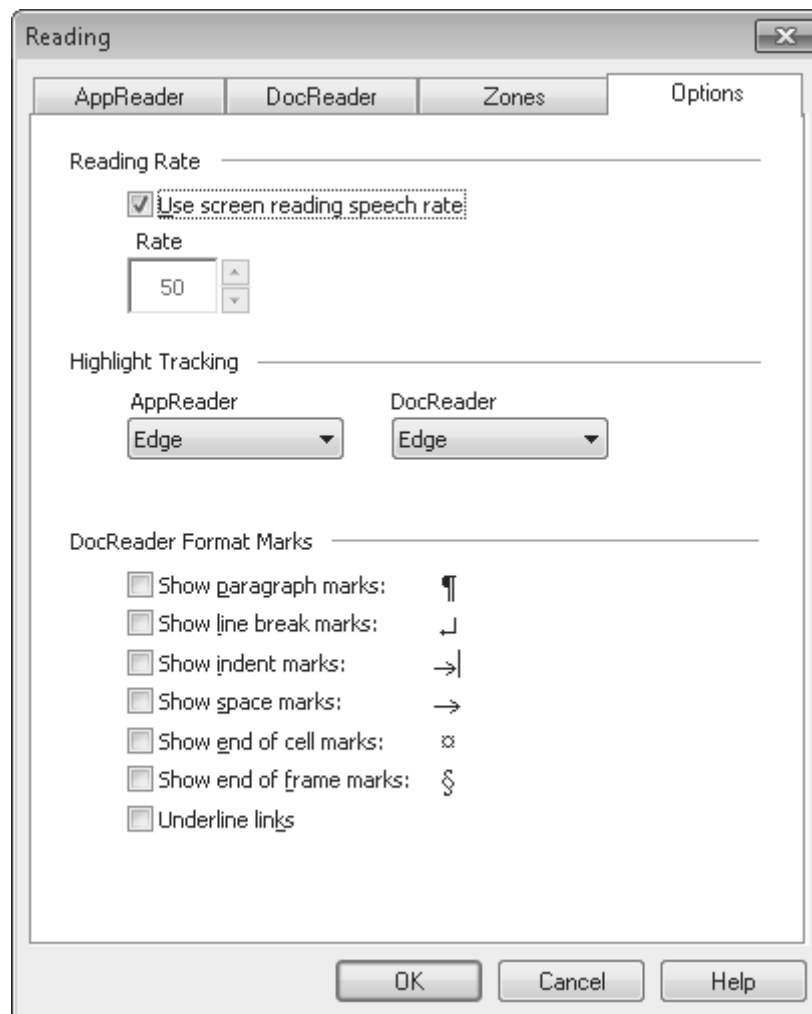 Reading
AppReader DocReader Zones Options
Reading Rate
Use screen reading speech rate
Rate
50
Highlight Tracking
AppReader DocReader
Edge Edge
DocReader Format Marks
Show paragraph marks: ¶
Show line break marks: ↵
Show indent marks: →|
Show space marks: →
Show end of cell marks: ¤
Show end of frame marks: §
Underline links
OK Cancel Help